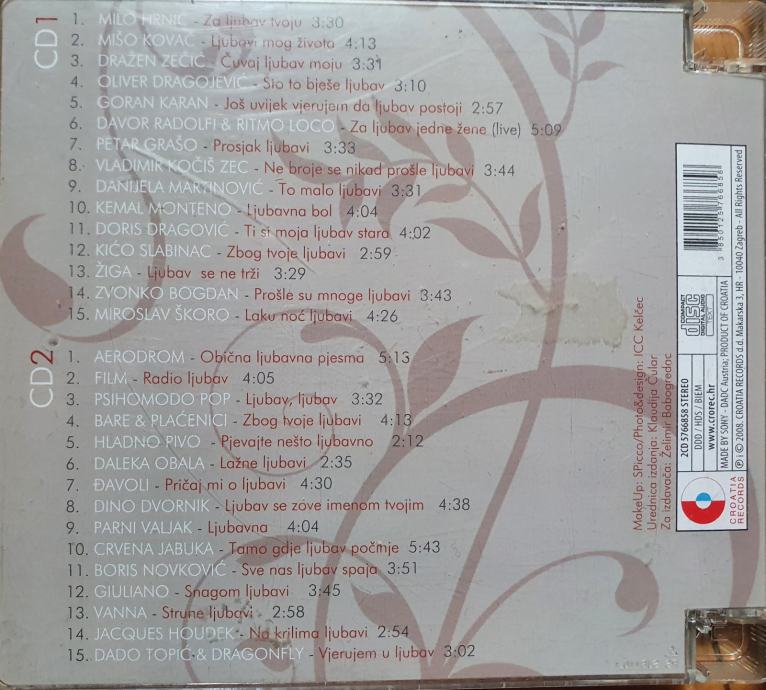 CD 1
1. MILO HRNIĆ - Za ljubav tvoju 3:30
2. MIŠO KOVAČ - Ljubavi mog života 4:13
3. DRAŽEN ZEČIĆ - Čuvaj ljubav moju 3:31
4. OLIVER DRAGOJEVIĆ - Što to bješe ljubav 3:10
5. GORAN KARAN - Još uvijek vjerujem da ljubav postoji 2:57
6. DAVOR RADOLFI & RITMO LOCO - Za ljubav jedne žene (live) 5:09
7. PETAR GRAŠO - Prosjak ljubavi 3:33
8. VLADIMIR KOČIŠ ZEC - Ne broje se nikad prošle ljubavi 3:44
9. DANIJELA MARTINOVIĆ - To malo ljubavi 3:31
10. KEMAL MONTENO - Ljubavna bol 4:04
11. DORIS DRAGOVIĆ - Ti si moja ljubav stara 4:02
12. KIĆO SLABINAC - Zbog tvoje ljubavi 2:59
13. ŽIGA - Ljubav se ne trži 3:29
14. ZVONKO BOGDAN - Prošle su mnoge ljubavi 3:43
15. MIROSLAV ŠKORO - Laku noć ljubavi 4:26
CD 2
1. AERODROM - Obična ljubavna pjesma 5:13
2. FILM - Radio ljubav 4:05
3. PSIHOMODO POP - Ljubav, ljubav 3:32
4. BARE & PLAĆENICI - Zbog tvoje ljubavi 4:13
5. HLADNO PIVO - Pjevajte nešto ljubavno 2:12
6. DALEKA OBALA - Lažne ljubavi 2:35
7. ĐAVOLI - Pričaj mi o ljubavi 4:30
8. DINO DVORNIK - Ljubav se zove imenom tvojim 4:38
9. PARNI VALJAK - Ljubavna 4:04
10. CRVENA JABUKA - Tamo gdje ljubav počinje 5:43
11. BORIS NOVKOVIĆ - Sve nas ljubav spaja 3:51
12. GIULIANO - Snagom ljubavi 3:45
13. VANNA - Strune ljubavi 2:58
14. JACQUES HOUDEK - Na krilima ljubavi 2:54
15. DADO TOPIĆ & DRAGONFLY - Vjerujem u ljubav 3:02
MakeUp: SPicco/Photo&design: ICC Kelčec
Urednica izdanja: Klaudija Čular
Za izdavača: Želimir Babogredac
2CD 5766858 STEREO
DDD / HDS / BIEM
www.crorec.hr
MADE BY SONY - DADC Austria; PRODUCT OF CROATIA
℗ i © 2008. CROATIA RECORDS d.d. Makarska 3, HR - 10040 Zagreb - All Rights Reserved
COMPACT
disc
DIGITAL AUDIO
TEXT
3 850125 766858
CROATIA
RECORDS